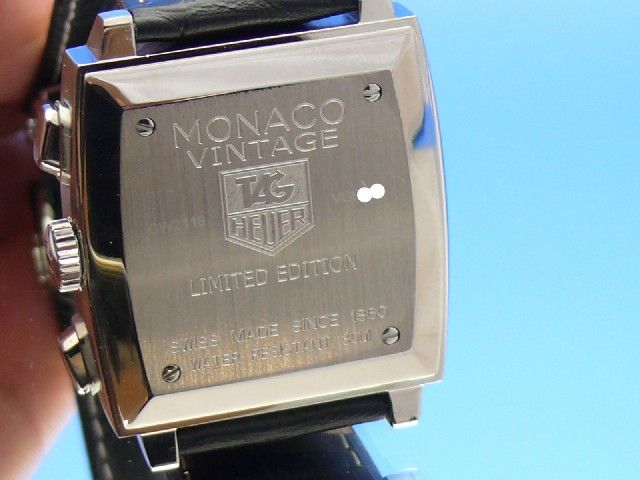 MONACO
VINTAGE
TAG
HEUER
LIMITED EDITION
SWISS MADE SINCE 1860
WATER RESISTANT 50M